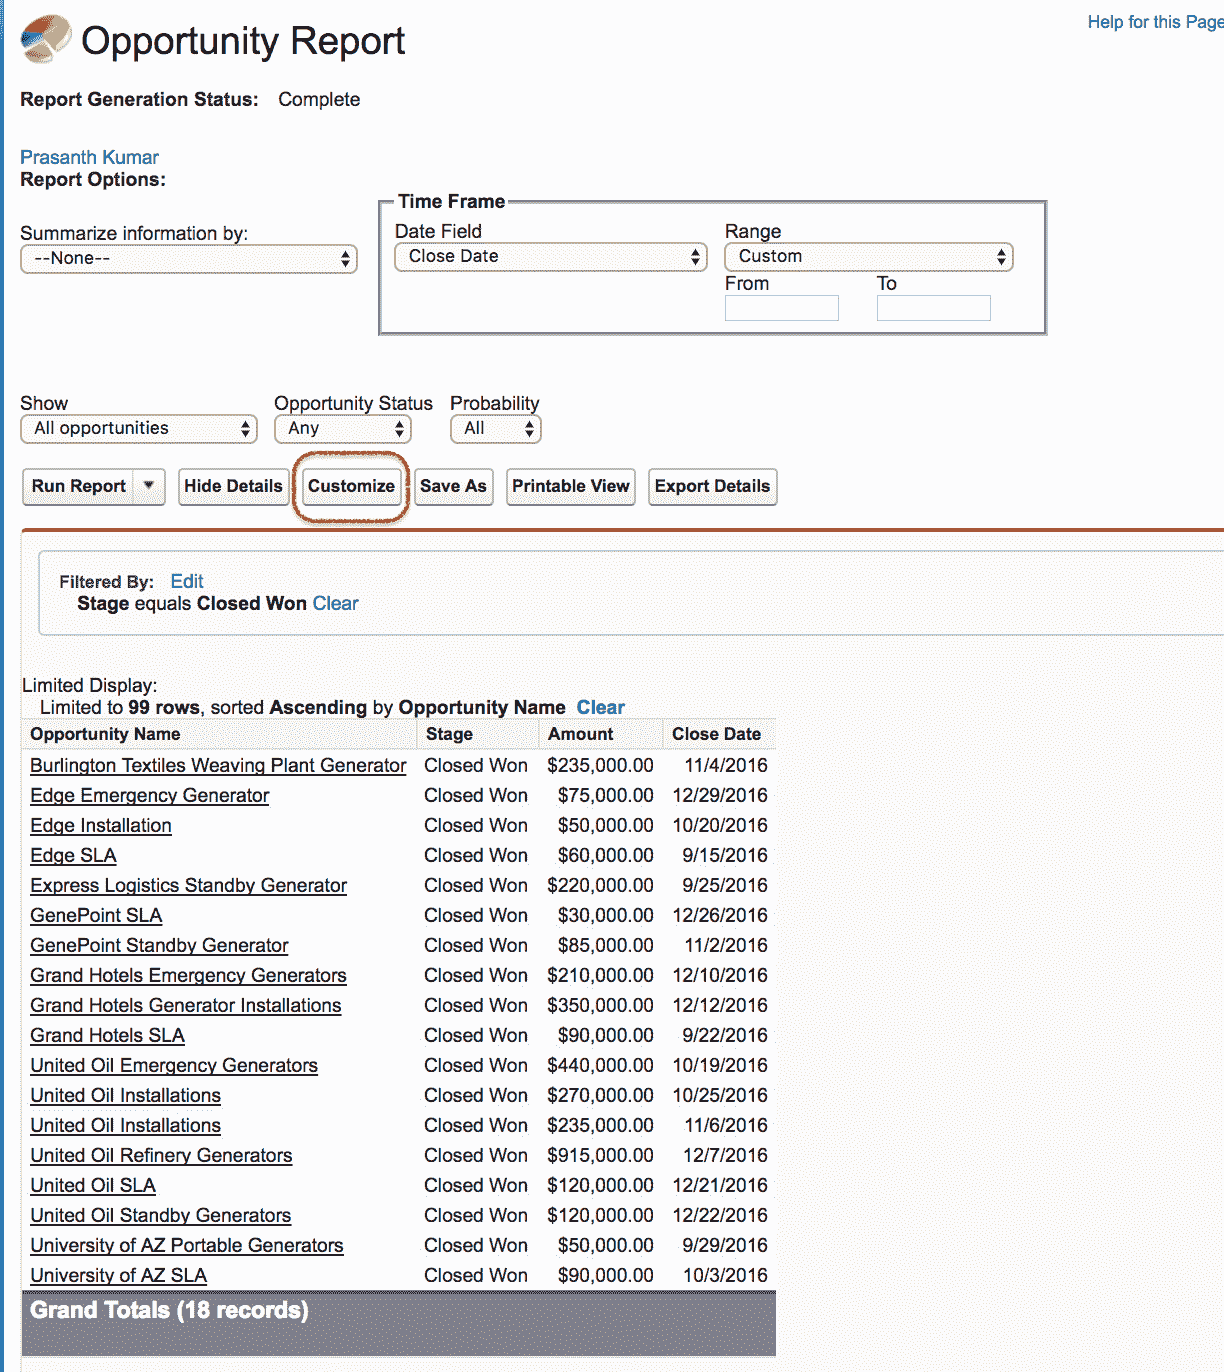 Help for this Page
Opportunity Report
Report Generation Status: Complete
Prasanth Kumar
Report Options:
Summarize information by:
--None--
Time Frame
Date Field Range
Close Date Custom
From To
Show Opportunity Status Probability
All opportunities Any All
Run Report Hide Details Customize Save As Printable View Export Details
Filtered By: Edit
Stage equals Closed Won Clear
Limited Display:
Limited to 99 rows, sorted Ascending by Opportunity Name Clear
Opportunity Name Stage Amount Close Date
Burlington Textiles Weaving Plant Generator Closed Won $235,000.00 11/4/2016
Edge Emergency Generator Closed Won $75,000.00 12/29/2016
Edge Installation Closed Won $50,000.00 10/20/2016
Edge SLA Closed Won $60,000.00 9/15/2016
Express Logistics Standby Generator Closed Won $220,000.00 9/25/2016
GenePoint SLA Closed Won $30,000.00 12/26/2016
GenePoint Standby Generator Closed Won $85,000.00 11/2/2016
Grand Hotels Emergency Generators Closed Won $210,000.00 12/10/2016
Grand Hotels Generator Installations Closed Won $350,000.00 12/12/2016
Grand Hotels SLA Closed Won $90,000.00 9/22/2016
United Oil Emergency Generators Closed Won $440,000.00 10/19/2016
United Oil Installations Closed Won $270,000.00 10/25/2016
United Oil Installations Closed Won $235,000.00 11/6/2016
United Oil Refinery Generators Closed Won $915,000.00 12/7/2016
United Oil SLA Closed Won $120,000.00 12/21/2016
United Oil Standby Generators Closed Won $120,000.00 12/22/2016
University of AZ Portable Generators Closed Won $50,000.00 9/29/2016
University of AZ SLA Closed Won $90,000.00 10/3/2016
Grand Totals (18 records)